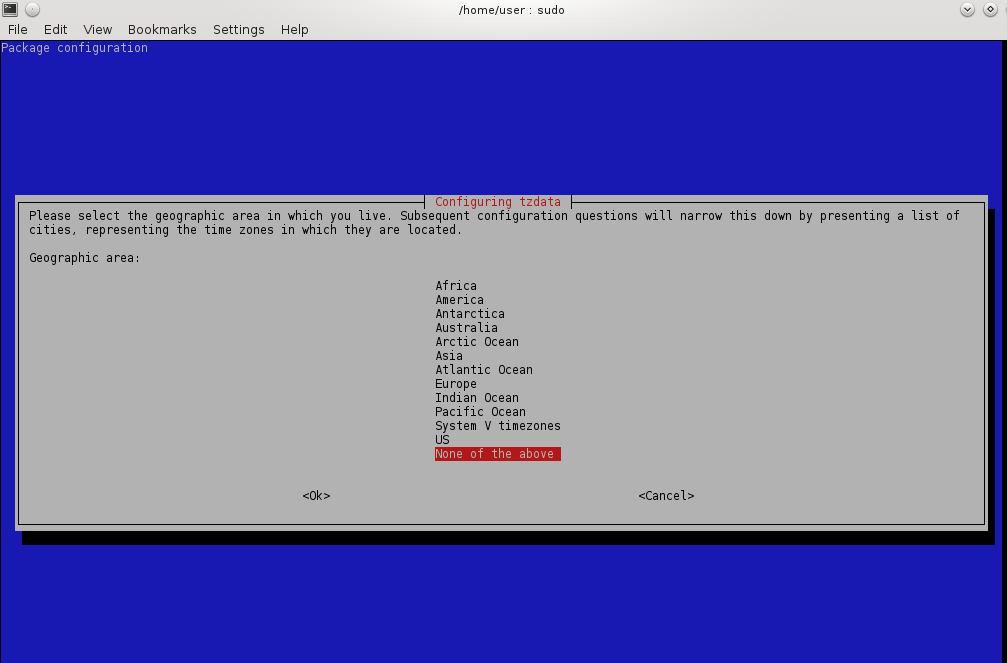 /home/user : sudo
File Edit View Bookmarks Settings Help
Package configuration
Configuring tzdata
Please select the geographic area in which you live. Subsequent configuration questions will narrow this down by presenting a list of
cities, representing the time zones in which they are located.
Geographic area:
Africa
America
Antarctica
Australia
Arctic Ocean
Asia
Atlantic Ocean
Europe
Indian Ocean
Pacific Ocean
System V timezones
US
None of the above
<Ok> <Cancel>